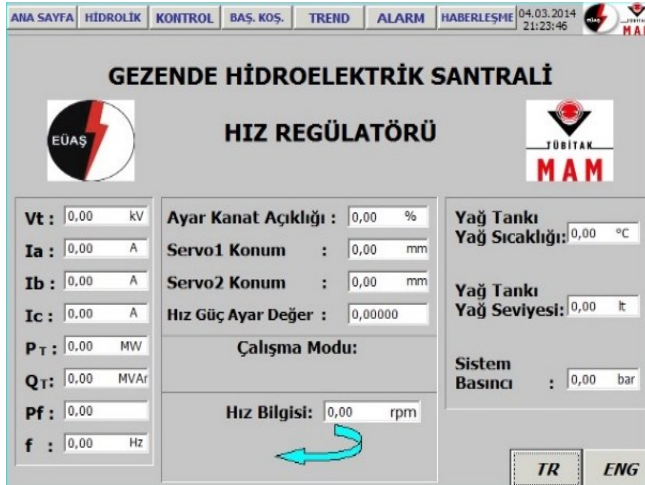 ANA SAYFA HİDROLİK KONTROL BAŞ. KOŞ. TREND ALARM HABERLEŞME 04.03.2014
21:23:46
GEZENDE HİDROELEKTRİK SANTRALİ
EÜAŞ
HIZ REGÜLATÖRÜ
TÜBİTAK
MAM
Vt : 0,00 kV
Ia : 0,00 A
Ib : 0,00 A
Ic : 0,00 A
PT : 0,00 MW
QT: 0,00 MVAr
Pf : 0,00
f : 0,00 Hz
Ayar Kanat Açıklığı : 0,00 %
Servo1 Konum : 0,00 mm
Servo2 Konum : 0,00 mm
Hız Güç Ayar Değer : 0,00000
Çalışma Modu:
Hız Bilgisi: 0,00 rpm
Yağ Tankı
Yağ Sıcaklığı: 0,00 °C
Yağ Tankı
Yağ Seviyesi: 0,00 lt
Sistem
Basıncı : 0,00 bar
TR ENG